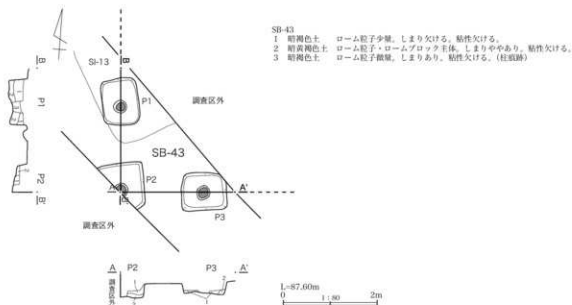 SB-43
1 暗褐色土 ローム粒子少量。しまり欠ける。粘性欠ける。
2 暗黄褐色土 ローム粒子・ロームブロック主体。しまりややあり。粘性欠ける。
3 暗褐色土 ローム粒子微量。しまりあり。粘性欠ける。(柱痕跡)
B
B
SI-13
P1
P1
調査区外
SB-43
P2
A
A'
P2
B'
P3
調査区外
A P2 P3 A'
調査区外
L=87.60m
0 1:80 2m